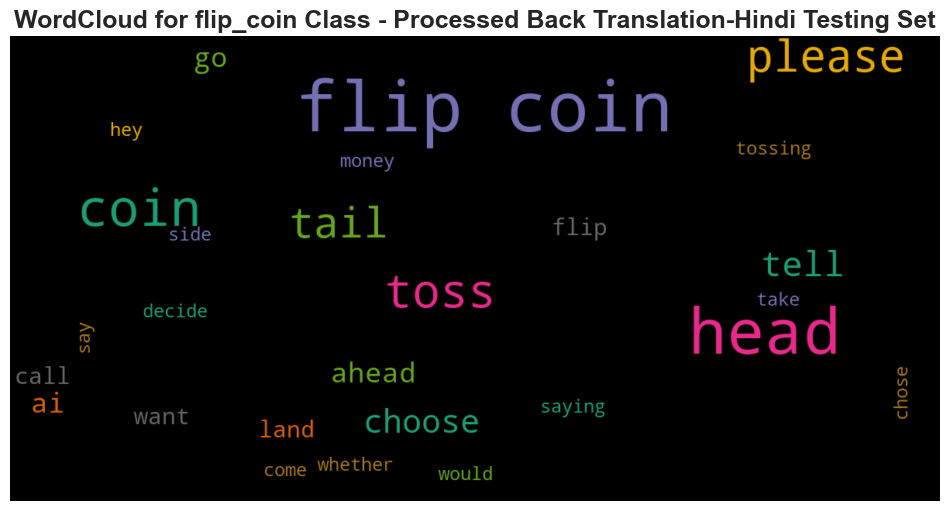 WordCloud for flip_coin Class - Processed Back Translation-Hindi Testing Set
go
please
flip coin
hey
tossing
money
coin
tail
flip
side
tell
toss
take
head
decide
say
ahead
call
chose
ai
saying
want
choose
land
come
whether
would